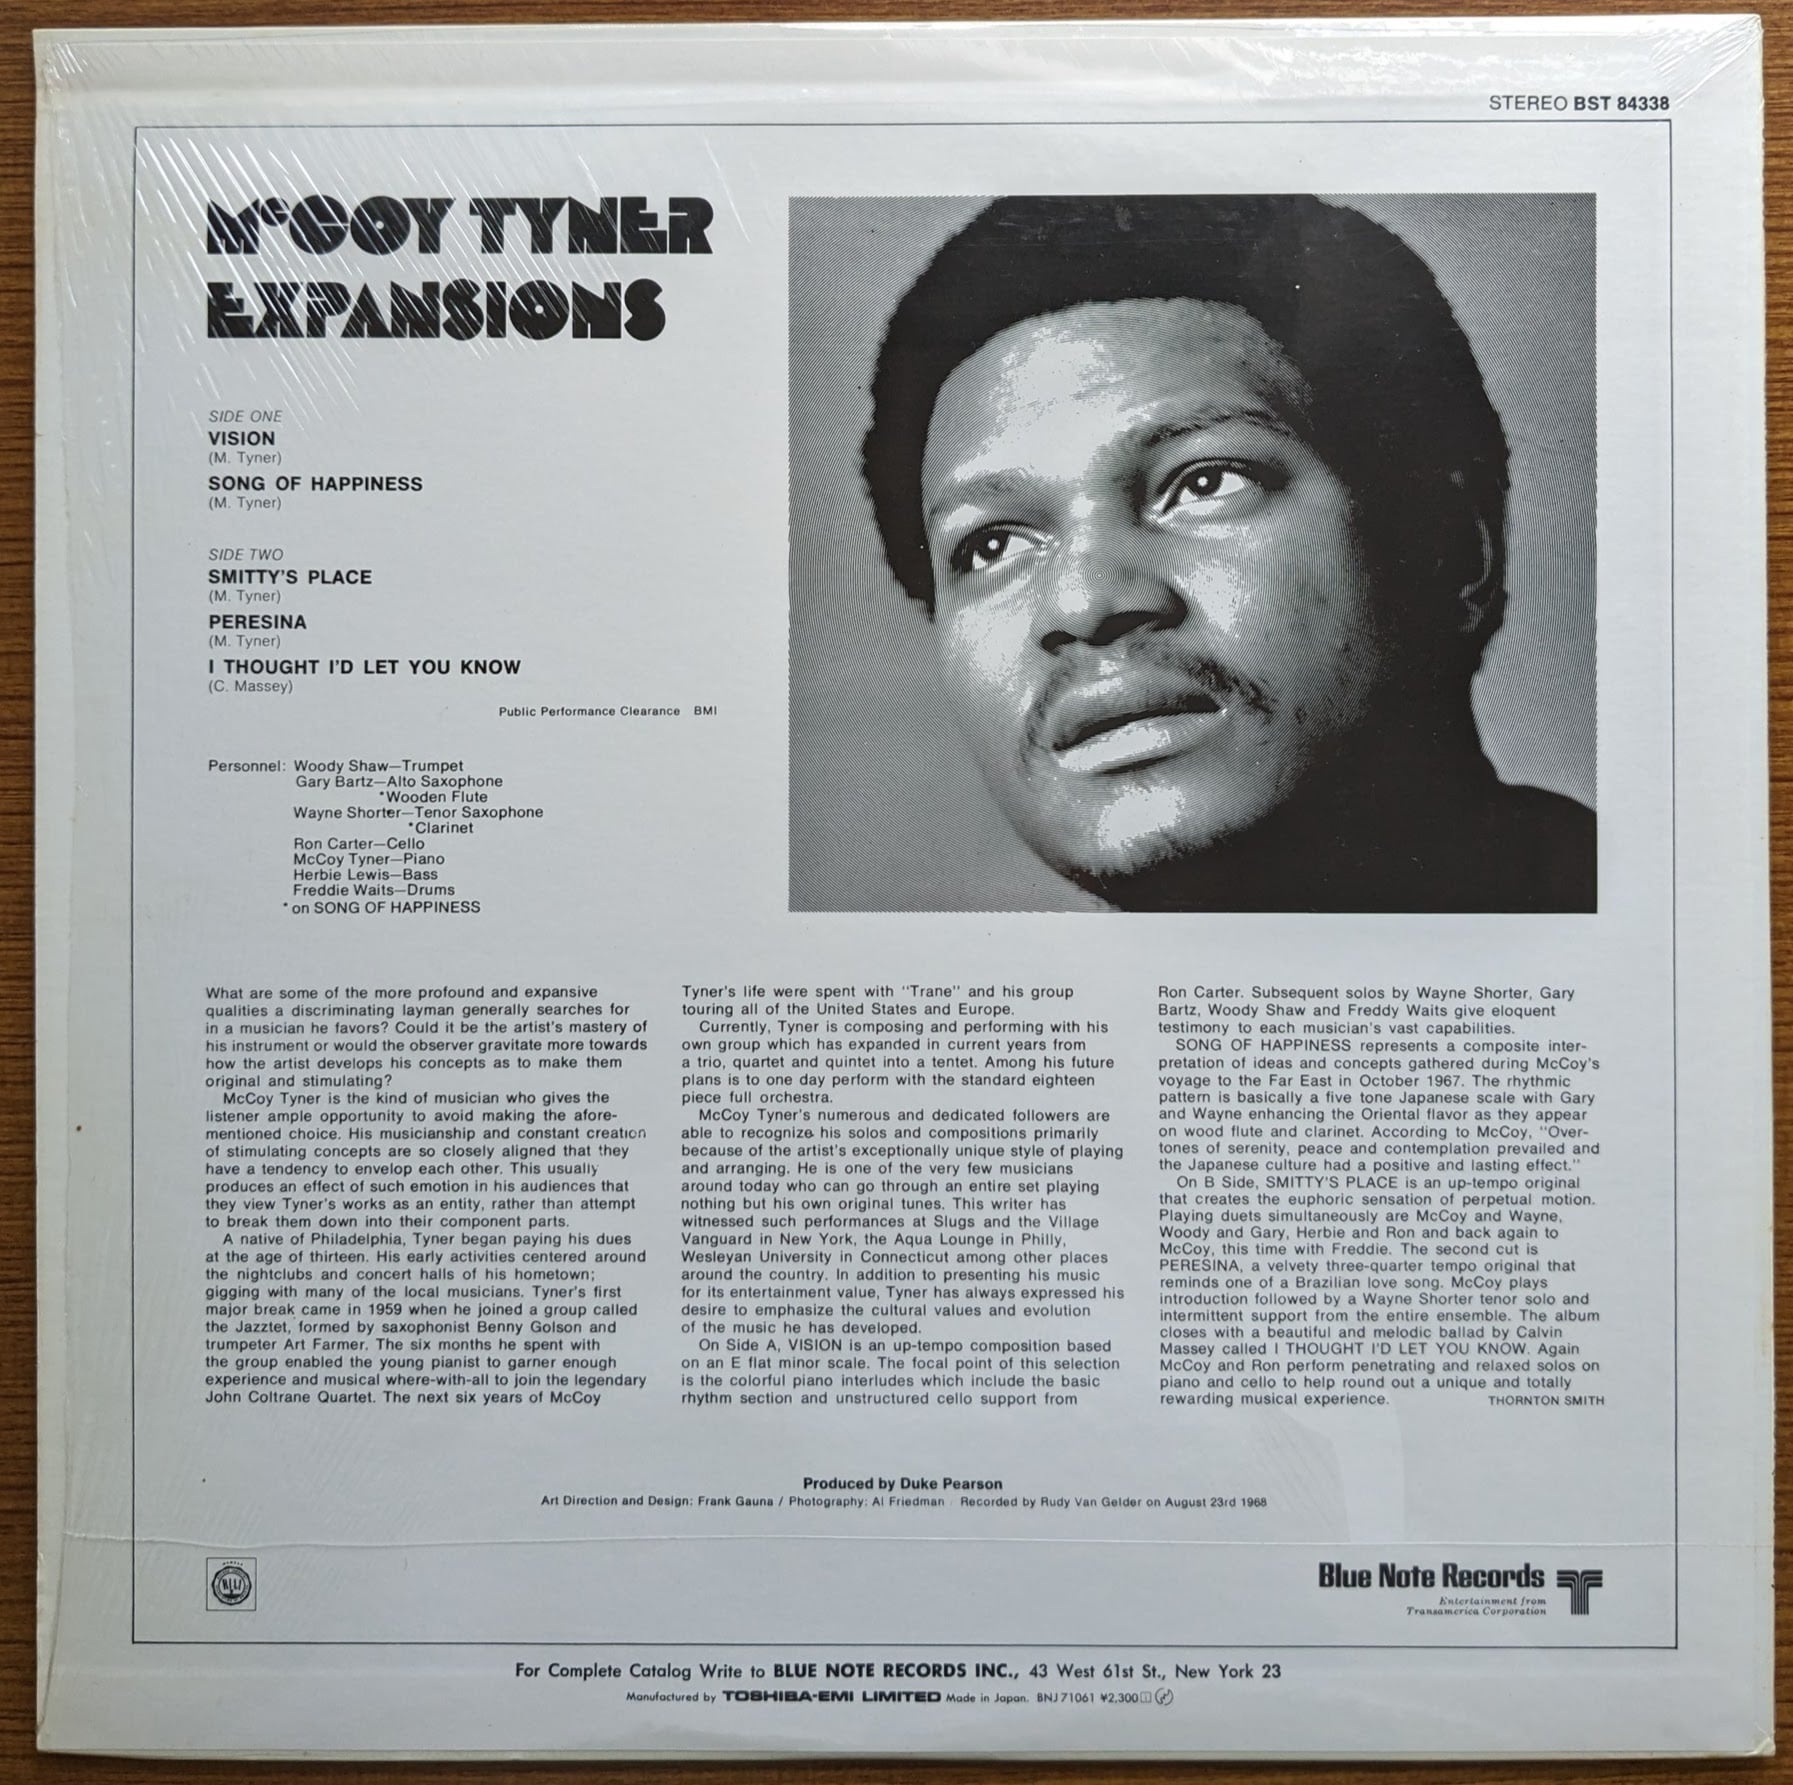 STEREO BST 84338
McCOY TYNER
EXPANSIONS
SIDE ONE
VISION
(M. Tyner)
SONG OF HAPPINESS
(M. Tyner)
SIDE TWO
SMITTY'S PLACE
(M. Tyner)
PERESINA
(M. Tyner)
I THOUGHT I'D LET YOU KNOW
(C. Massey)
Public Performance Clearance BMI
Personnel: Woody Shaw—Trumpet
Gary Bartz—Alto Saxophone
*Wooden Flute
Wayne Shorter—Tenor Saxophone
*Clarinet
Ron Carter—Cello
McCoy Tyner—Piano
Herbie Lewis—Bass
Freddie Waits—Drums
* on SONG OF HAPPINESS
What are some of the more profound and expansive
qualities a discriminating layman generally searches for
in a musician he favors? Could it be the artist's mastery of
his instrument or would the observer gravitate more towards
how the artist develops his concepts as to make them
original and stimulating?
McCoy Tyner is the kind of musician who gives the
listener ample opportunity to avoid making the afore-
mentioned choice. His musicianship and constant creation
of stimulating concepts are so closely aligned that they
have a tendency to envelop each other. This usually
produces an effect of such emotion in his audiences that
they view Tyner's works as an entity, rather than attempt
to break them down into their component parts.
A native of Philadelphia, Tyner began paying his dues
at the age of thirteen. His early activities centered around
the nightclubs and concert halls of his hometown;
gigging with many of the local musicians. Tyner's first
major break came in 1959 when he joined a group called
the Jazztet, formed by saxophonist Benny Golson and
trumpeter Art Farmer. The six months he spent with
the group enabled the young pianist to garner enough
experience and musical where-with-all to join the legendary
John Coltrane Quartet. The next six years of McCoy
Tyner's life were spent with "Trane" and his group
touring all of the United States and Europe.
Currently, Tyner is composing and performing with his
own group which has expanded in current years from
a trio, quartet and quintet into a tentet. Among his future
plans is to one day perform with the standard eighteen
piece full orchestra.
McCoy Tyner's numerous and dedicated followers are
able to recognize his solos and compositions primarily
because of the artist's exceptionally unique style of playing
and arranging. He is one of the very few musicians
around today who can go through an entire set playing
nothing but his own original tunes. This writer has
witnessed such performances at Slugs and the Village
Vanguard in New York, the Aqua Lounge in Philly,
Wesleyan University in Connecticut among other places
around the country. In addition to presenting his music
for its entertainment value, Tyner has always expressed his
desire to emphasize the cultural values and evolution
of the music he has developed.
On Side A, VISION is an up-tempo composition based
on an E flat minor scale. The focal point of this selection
is the colorful piano interludes which include the basic
rhythm section and unstructured cello support from
Ron Carter. Subsequent solos by Wayne Shorter, Gary
Bartz, Woody Shaw and Freddy Waits give eloquent
testimony to each musician's vast capabilities.
SONG OF HAPPINESS represents a composite inter-
pretation of ideas and concepts gathered during McCoy's
voyage to the Far East in October 1967. The rhythmic
pattern is basically a five tone Japanese scale with Gary
and Wayne enhancing the Oriental flavor as they appear
on wood flute and clarinet. According to McCoy, "Over-
tones of serenity, peace and contemplation prevailed and
the Japanese culture had a positive and lasting effect."
On B Side, SMITTY'S PLACE is an up-tempo original
that creates the euphoric sensation of perpetual motion.
Playing duets simultaneously are McCoy and Wayne,
Woody and Gary, Herbie and Ron and back again to
McCoy, this time with Freddie. The second cut is
PERESINA, a velvety three-quarter tempo original that
reminds one of a Brazilian love song. McCoy plays
introduction followed by a Wayne Shorter tenor solo and
intermittent support from the entire ensemble. The album
closes with a beautiful and melodic ballad by Calvin
Massey called I THOUGHT I'D LET YOU KNOW. Again
McCoy and Ron perform penetrating and relaxed solos on
piano and cello to help round out a unique and totally
rewarding musical experience. THORNTON SMITH
Produced by Duke Pearson
Art Direction and Design: Frank Gauna / Photography: Al Friedman / Recorded by Rudy Van Gelder on August 23rd 1968
Blue Note Records
Entertainment from
Transamerica Corporation
For Complete Catalog Write to BLUE NOTE RECORDS INC., 43 West 61st St., New York 23
Manufactured by TOSHIBA-EMI LIMITED Made in Japan. BNJ 71061 ¥2,300